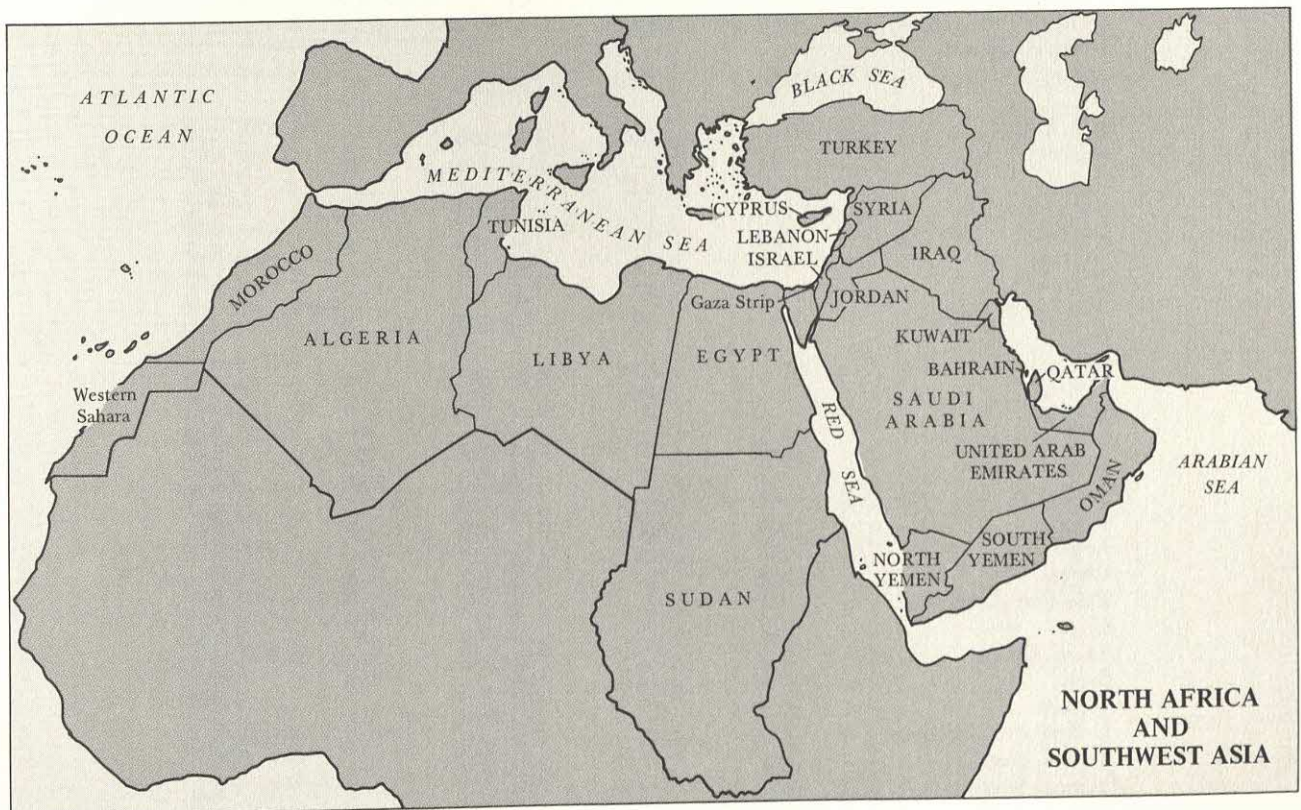 ATLANTIC
OCEAN
BLACK SEA
TURKEY
MEDITERRANEAN SEA
CYPRUS
SYRIA
TUNISIA
LEBANON
ISRAEL
IRAQ
MOROCCO
Gaza Strip
JORDAN
ALGERIA
LIBYA
EGYPT
KUWAIT
BAHRAIN
QATAR
Western
Sahara
SAUDI
ARABIA
RED SEA
UNITED ARAB
EMIRATES
ARABIAN
SEA
OMAN
SOUTH
YEMEN
NORTH
YEMEN
SUDAN
NORTH AFRICA
AND
SOUTHWEST ASIA